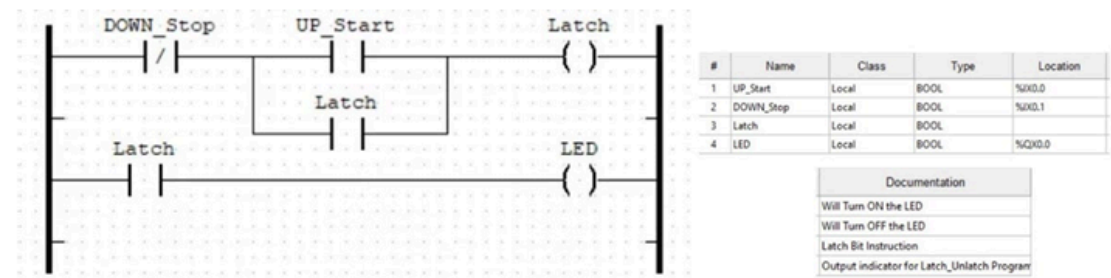 DOWN_Stop UP_Start Latch
Latch
Latch LED
# Name Class Type Location
1 UP_Start Local BOOL %IX0.0
2 DOWN_Stop Local BOOL %IX0.1
3 Latch Local BOOL
4 LED Local BOOL %QX0.0
Documentation
Will Turn ON the LED
Will Turn OFF the LED
Latch Bit Instruction
Output indicator for Latch_Unlatch Program